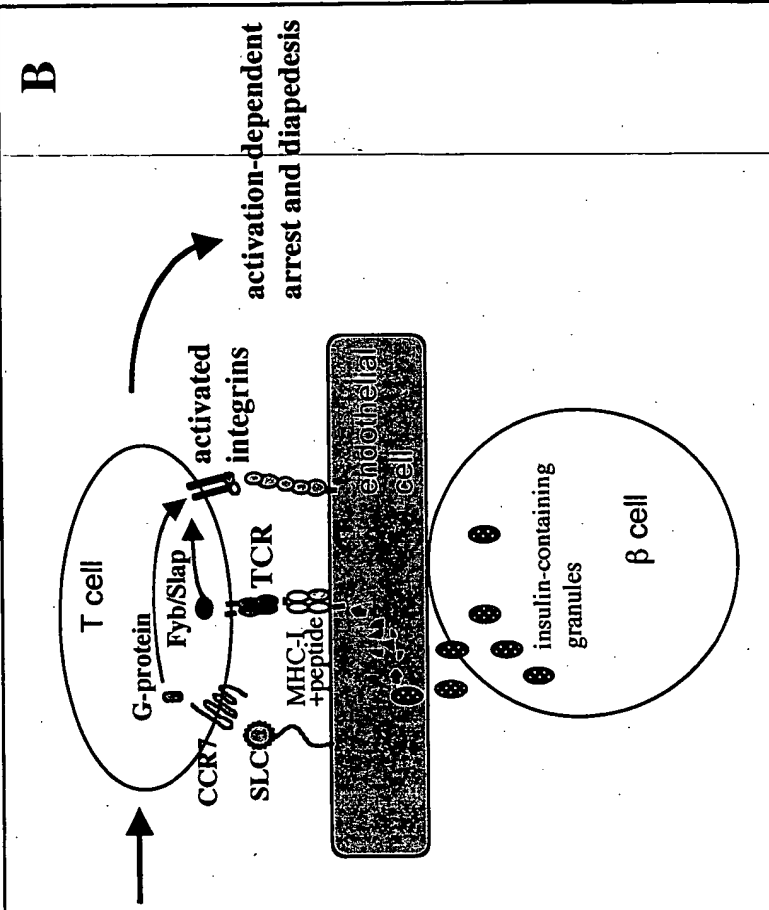 B
T cell
G-protein
Fyb/Slap
CCR7
SLC
TCR
MHC-I
+peptide
activated
integrins
activation-dependent
arrest and diapedesis
endothelial
cell
insulin-containing
granules
β cell